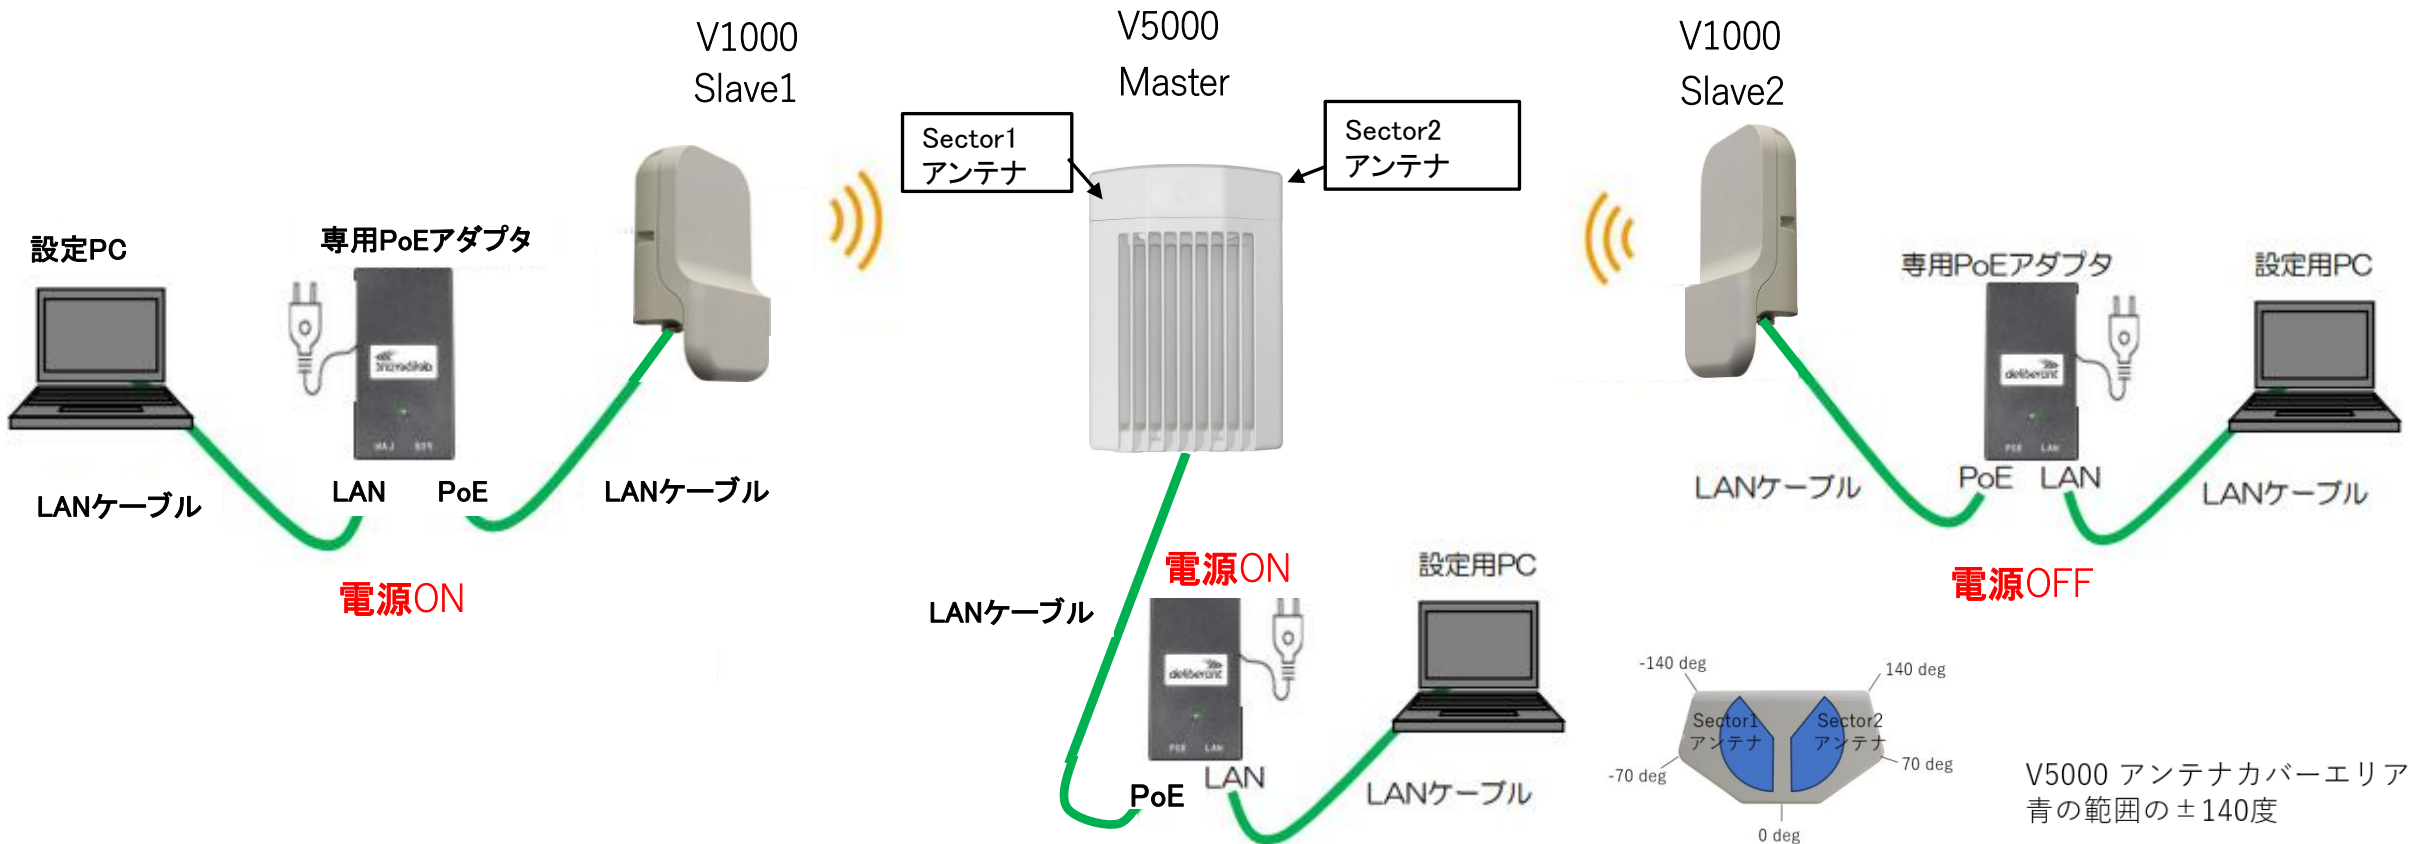 V1000
Slave1
V5000
Master
V1000
Slave2
Sector1
アンテナ
Sector2
アンテナ
設定PC
専用PoEアダプタ
専用PoEアダプタ
設定用PC
deliberant
LAN
PoE
LANケーブル
LANケーブル
電源ON
POE LAN
PoE
LAN
LANケーブル
LANケーブル
電源OFF
電源ON
設定用PC
LANケーブル
deliberant
POE LAN
PoE
LAN
LANケーブル
-140 deg
140 deg
Sector1
アンテナ
Sector2
アンテナ
-70 deg
70 deg
0 deg
V5000 アンテナカバーエリア
青の範囲の±140度